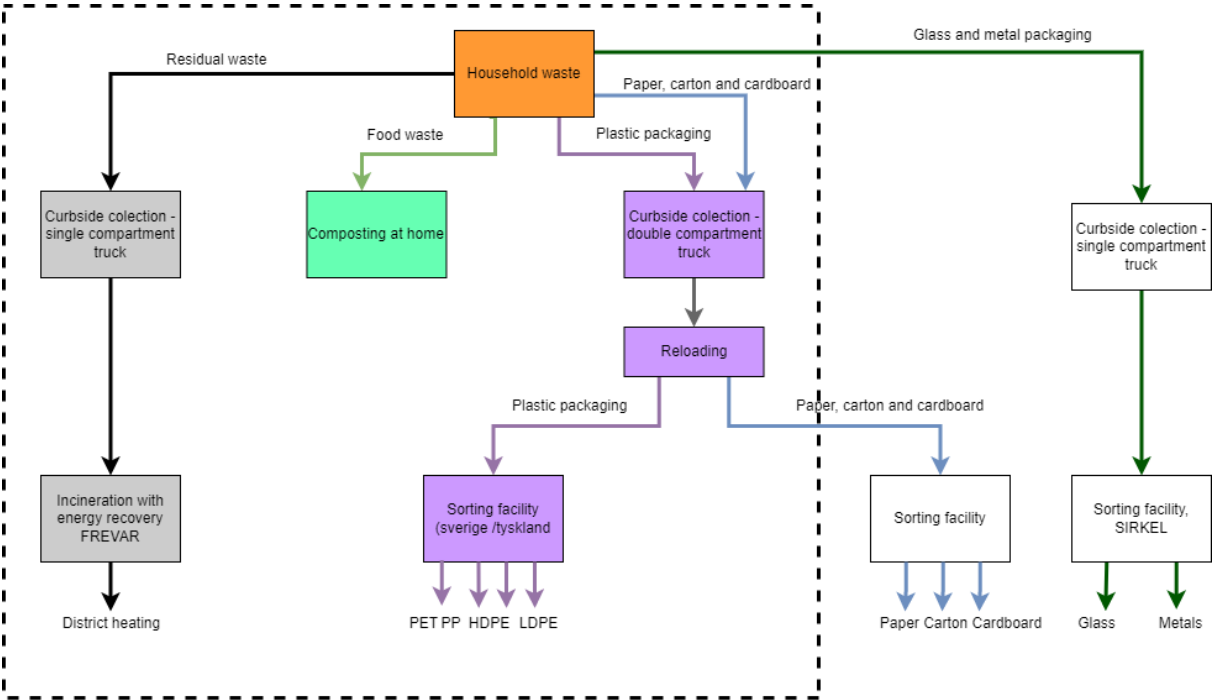 Glass and metal packaging
Residual waste
Household waste
Paper, carton and cardboard
Food waste
Plastic packaging
Curbside colection -
single compartment
truck
Composting at home
Curbside colection -
double compartment
truck
Curbside colection -
single compartment
truck
Reloading
Plastic packaging
Paper, carton and cardboard
Incineration with
energy recovery
FREVAR
Sorting facility
(sverige /tyskland
Sorting facility
Sorting facility,
SIRKEL
District heating
PET PP HDPE LDPE
Paper Carton Cardboard
Glass
Metals